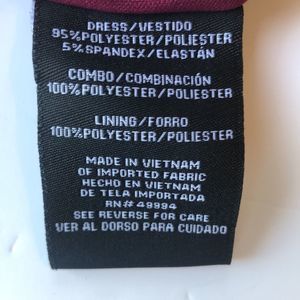 DRESS/VESTIDO
95%POLYESTER/POLIESTER
5%SPANDEX/ELASTÁN
COMBO/COMBINACIÓN
100%POLYESTER/POLIESTER
LINING/FORRO
100%POLYESTER/POLIESTER
MADE IN VIETNAM
OF IMPORTED FABRIC
HECHO EN VIETNAM
DE TELA IMPORTADA
RN# 49994
SEE REVERSE FOR CARE
VER AL DORSO PARA CUIDADO